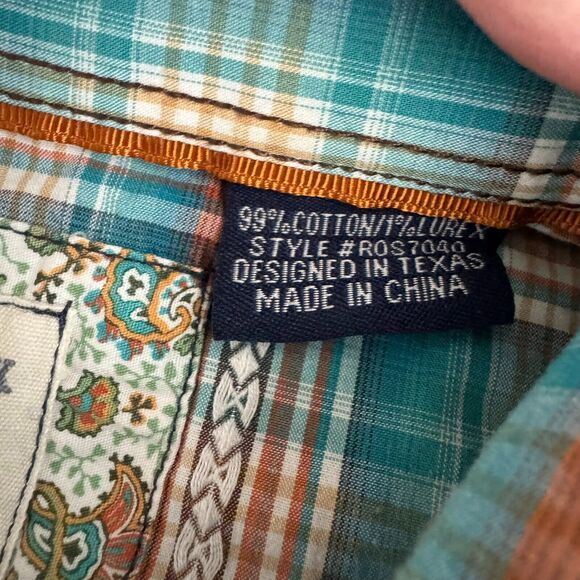 99%COTTON/1%LUREX
STYLE #ROS7040
DESIGNED IN TEXAS
MADE IN CHINA